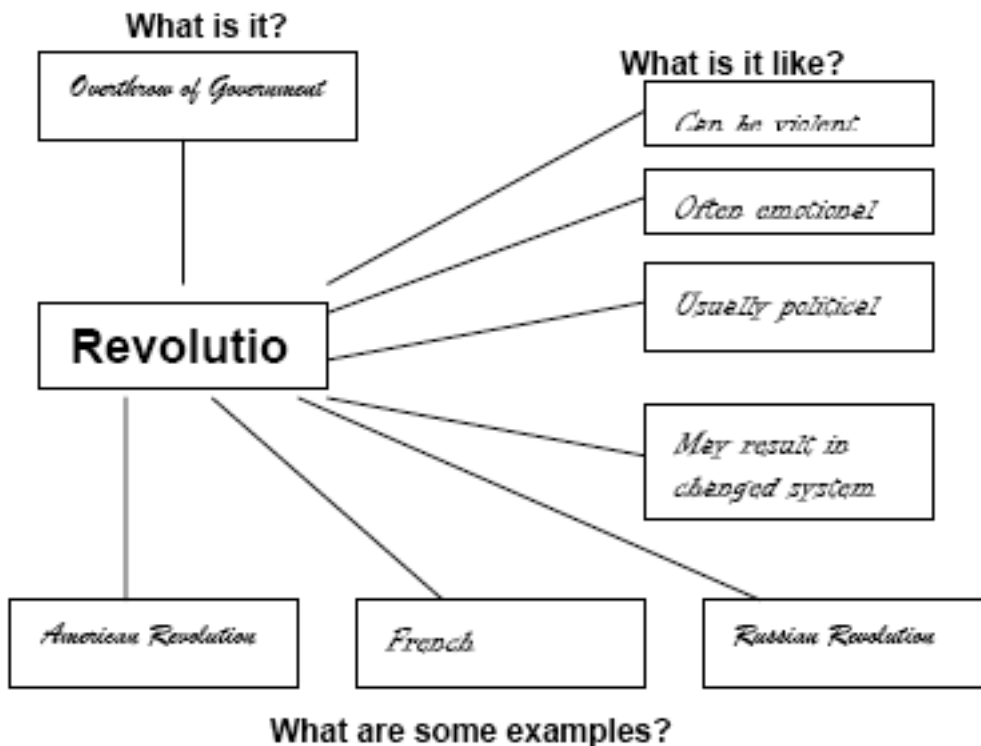 What is it?
Overthrow of Government
What is it like?
Can be violent
Often emotional
Usually political
Revolutio
May result in
changed system
American Revolution
French
Russian Revolution
What are some examples?